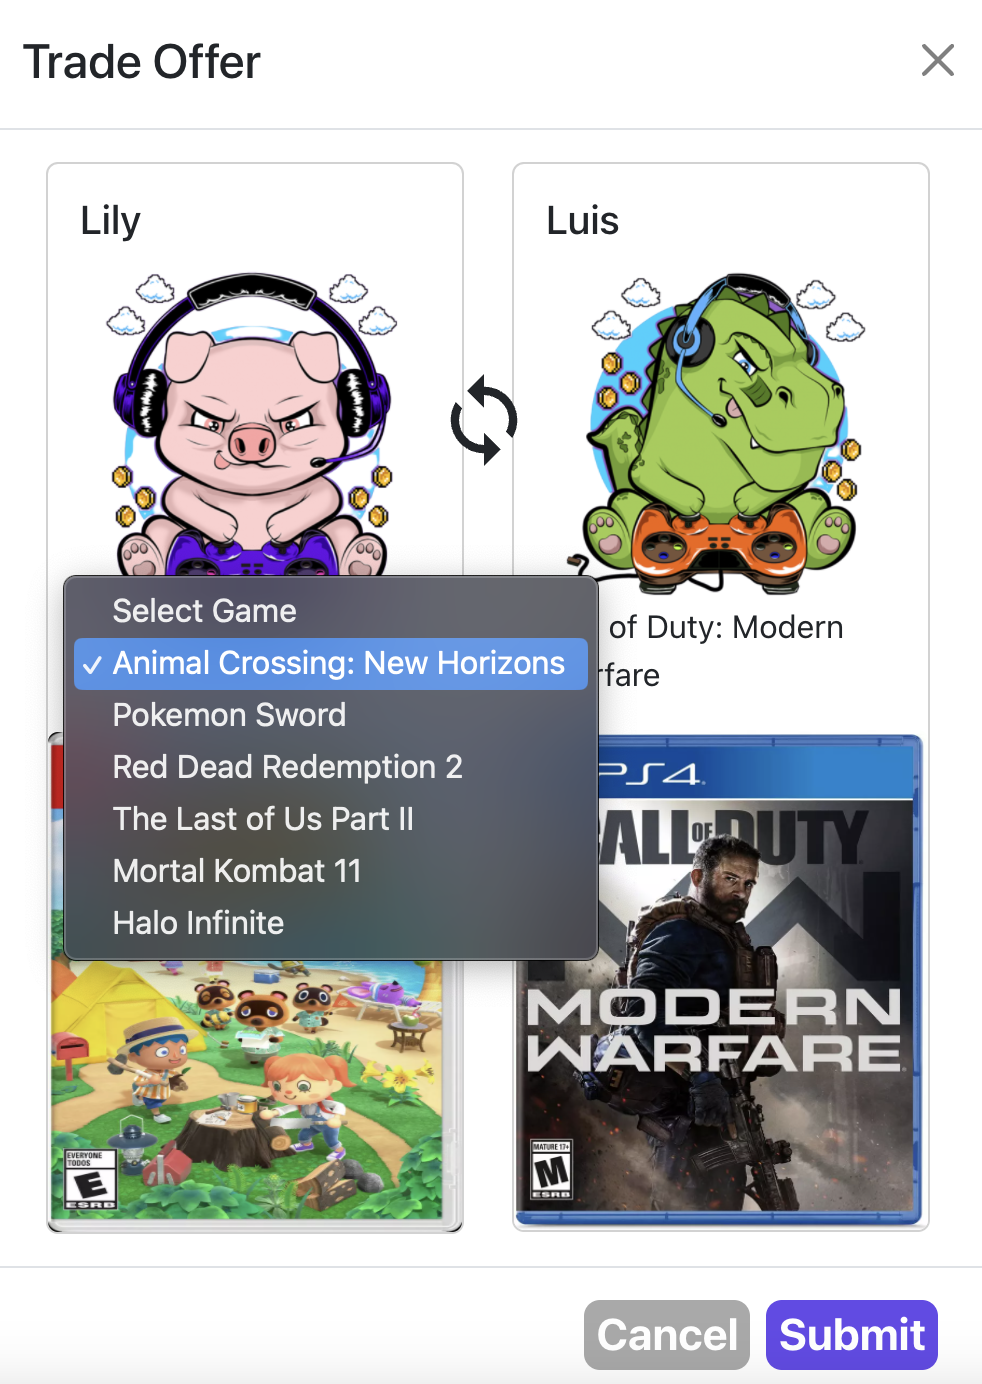 Trade Offer
Lily
Luis
Select Game
✓ Animal Crossing: New Horizons
Pokemon Sword
Red Dead Redemption 2
The Last of Us Part II
Mortal Kombat 11
Halo Infinite
of Duty: Modern
rfare
PS4
ALL OF DUTY
MODERN
WARFARE
EVERYONE
TODOS
E
ESRB
MATURE 17+
M
ESRB
Cancel
Submit